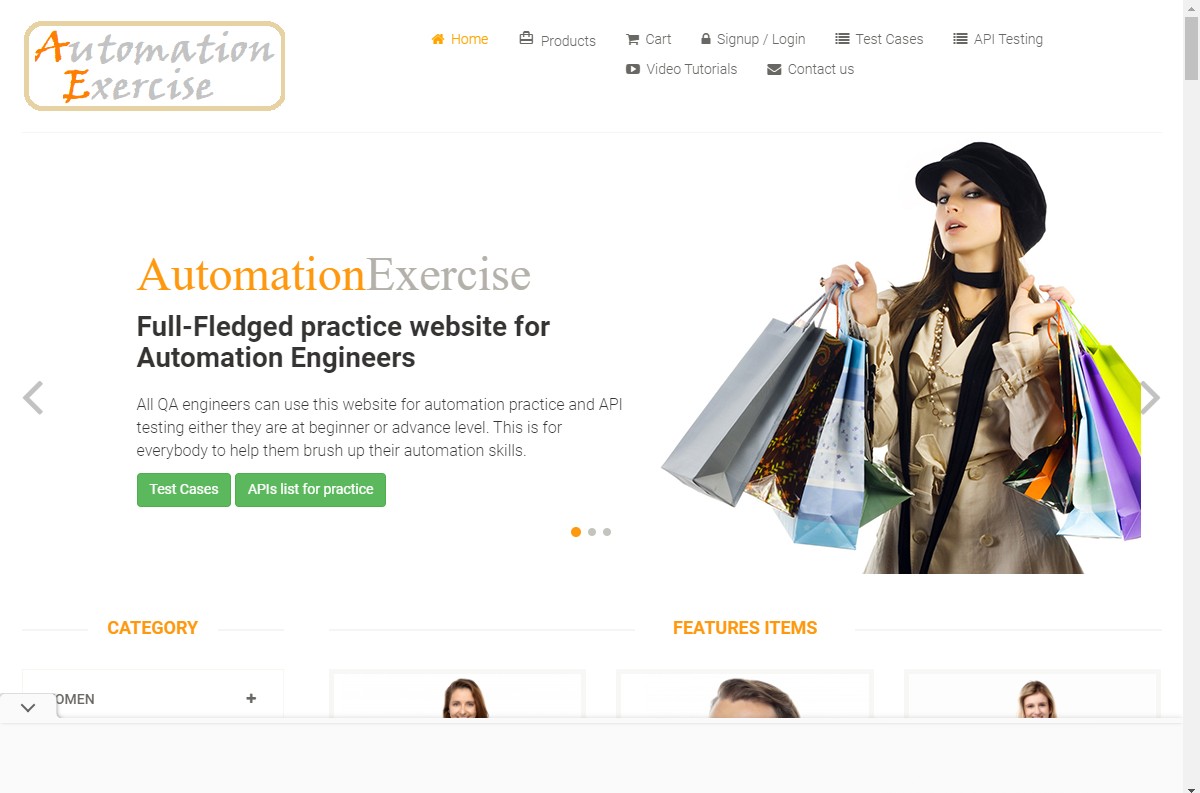 Automation
Exercise
Home Products Cart Signup / Login Test Cases API Testing
Video Tutorials Contact us
AutomationExercise
Full-Fledged practice website for
Automation Engineers
All QA engineers can use this website for automation practice and API
testing either they are at beginner or advance level. This is for
everybody to help them brush up their automation skills.
Test Cases APIs list for practice
CATEGORY
FEATURES ITEMS
OMEN